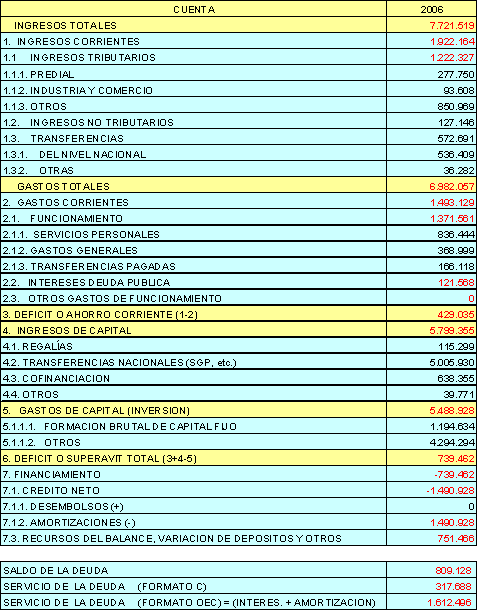 CUENTA 2006
INGRESOS TOTALES 7.721.519
1. INGRESOS CORRIENTES 1.922.164
1.1 INGRESOS TRIBUTARIOS 1.222.327
1.1.1. PREDIAL 277.750
1.1.2. INDUSTRIA Y COMERCIO 93.608
1.1.3. OTROS 850.969
1.2. INGRESOS NO TRIBUTARIOS 127.146
1.3. TRANSFERENCIAS 572.691
1.3.1. DEL NIVEL NACIONAL 536.409
1.3.2. OTRAS 36.282
GASTOS TOTALES 6.982.057
2. GASTOS CORRIENTES 1.493.129
2.1. FUNCIONAMIENTO 1.371.561
2.1.1. SERVICIOS PERSONALES 836.444
2.1.2. GASTOS GENERALES 368.999
2.1.3. TRANSFERENCIAS PAGADAS 166.118
2.2. INTERESES DEUDA PUBLICA 121.568
2.3. OTROS GASTOS DE FUNCIONAMIENTO 0
3. DEFICIT O AHORRO CORRIENTE (1-2) 429.035
4. INGRESOS DE CAPITAL 5.799.355
4.1. REGALÍAS 115.299
4.2. TRANSFERENCIAS NACIONALES (SGP, etc.) 5.005.930
4.3. COFINANCIACION 638.355
4.4. OTROS 39.771
5. GASTOS DE CAPITAL (INVERSION) 5.488.928
5.1.1.1. FORMACION BRUTAL DE CAPITAL FIJO 1.194.634
5.1.1.2. OTROS 4.294.294
6. DEFICIT O SUPERAVIT TOTAL (3+4-5) 739.462
7. FINANCIAMIENTO -739.462
7.1. CREDITO NETO -1.490.928
7.1.1. DESEMBOLSOS (+) 0
7.1.2. AMORTIZACIONES (-) 1.490.928
7.3. RECURSOS DEL BALANCE, VARIACION DE DEPOSITOS Y OTROS 751.466
SALDO DE LA DEUDA 809.128
SERVICIO DE LA DEUDA (FORMATO C) 317.688
SERVICIO DE LA DEUDA (FORMATO OEC) = (INTERES. + AMORTIZACION) 1.612.496